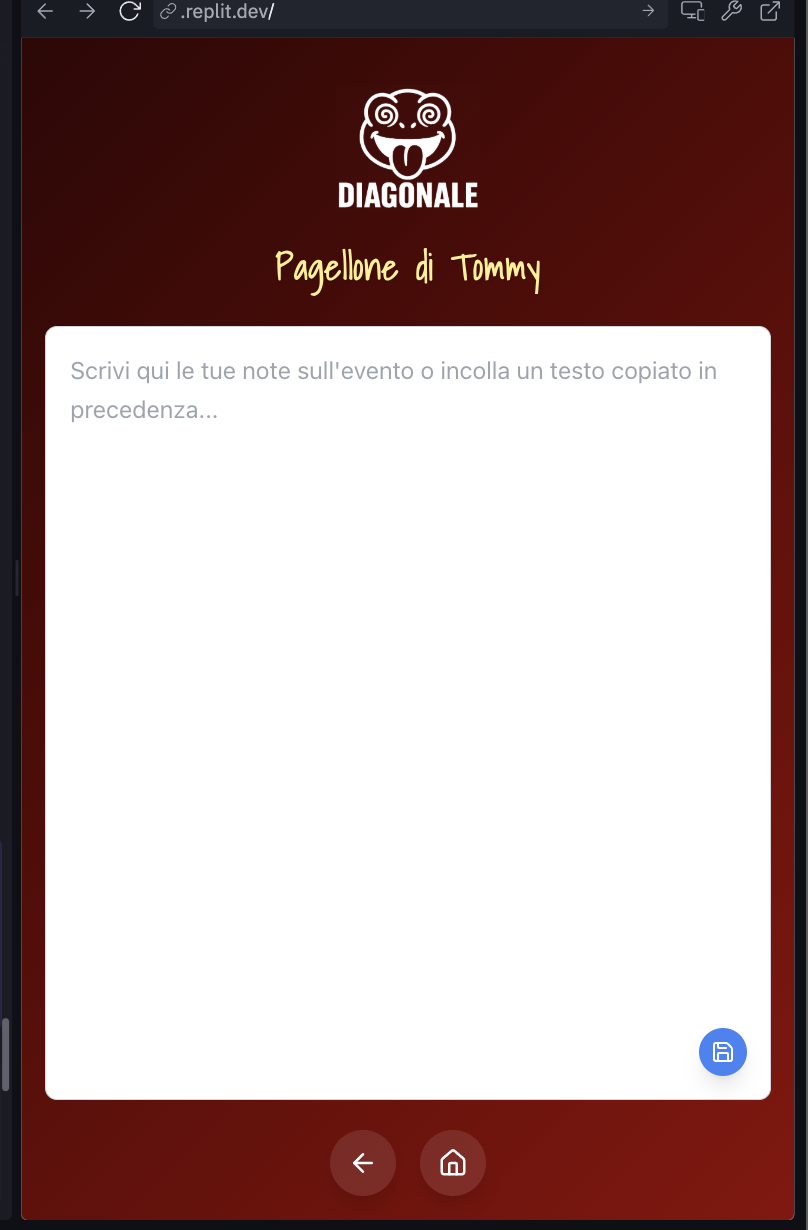 .replit.dev/
DIAGONALE
Pagellone di Tommy
Scrivi qui le tue note sull'evento o incolla un testo copiato in
precedenza...